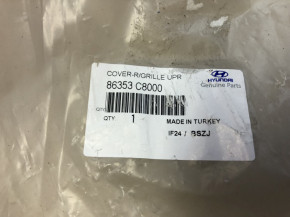 COVER-R/GRILLE UPR
86353 C8000
HYUNDAI
Genuine Parts
QTY 1
MADE IN TURKEY
IF24 / BSZJ